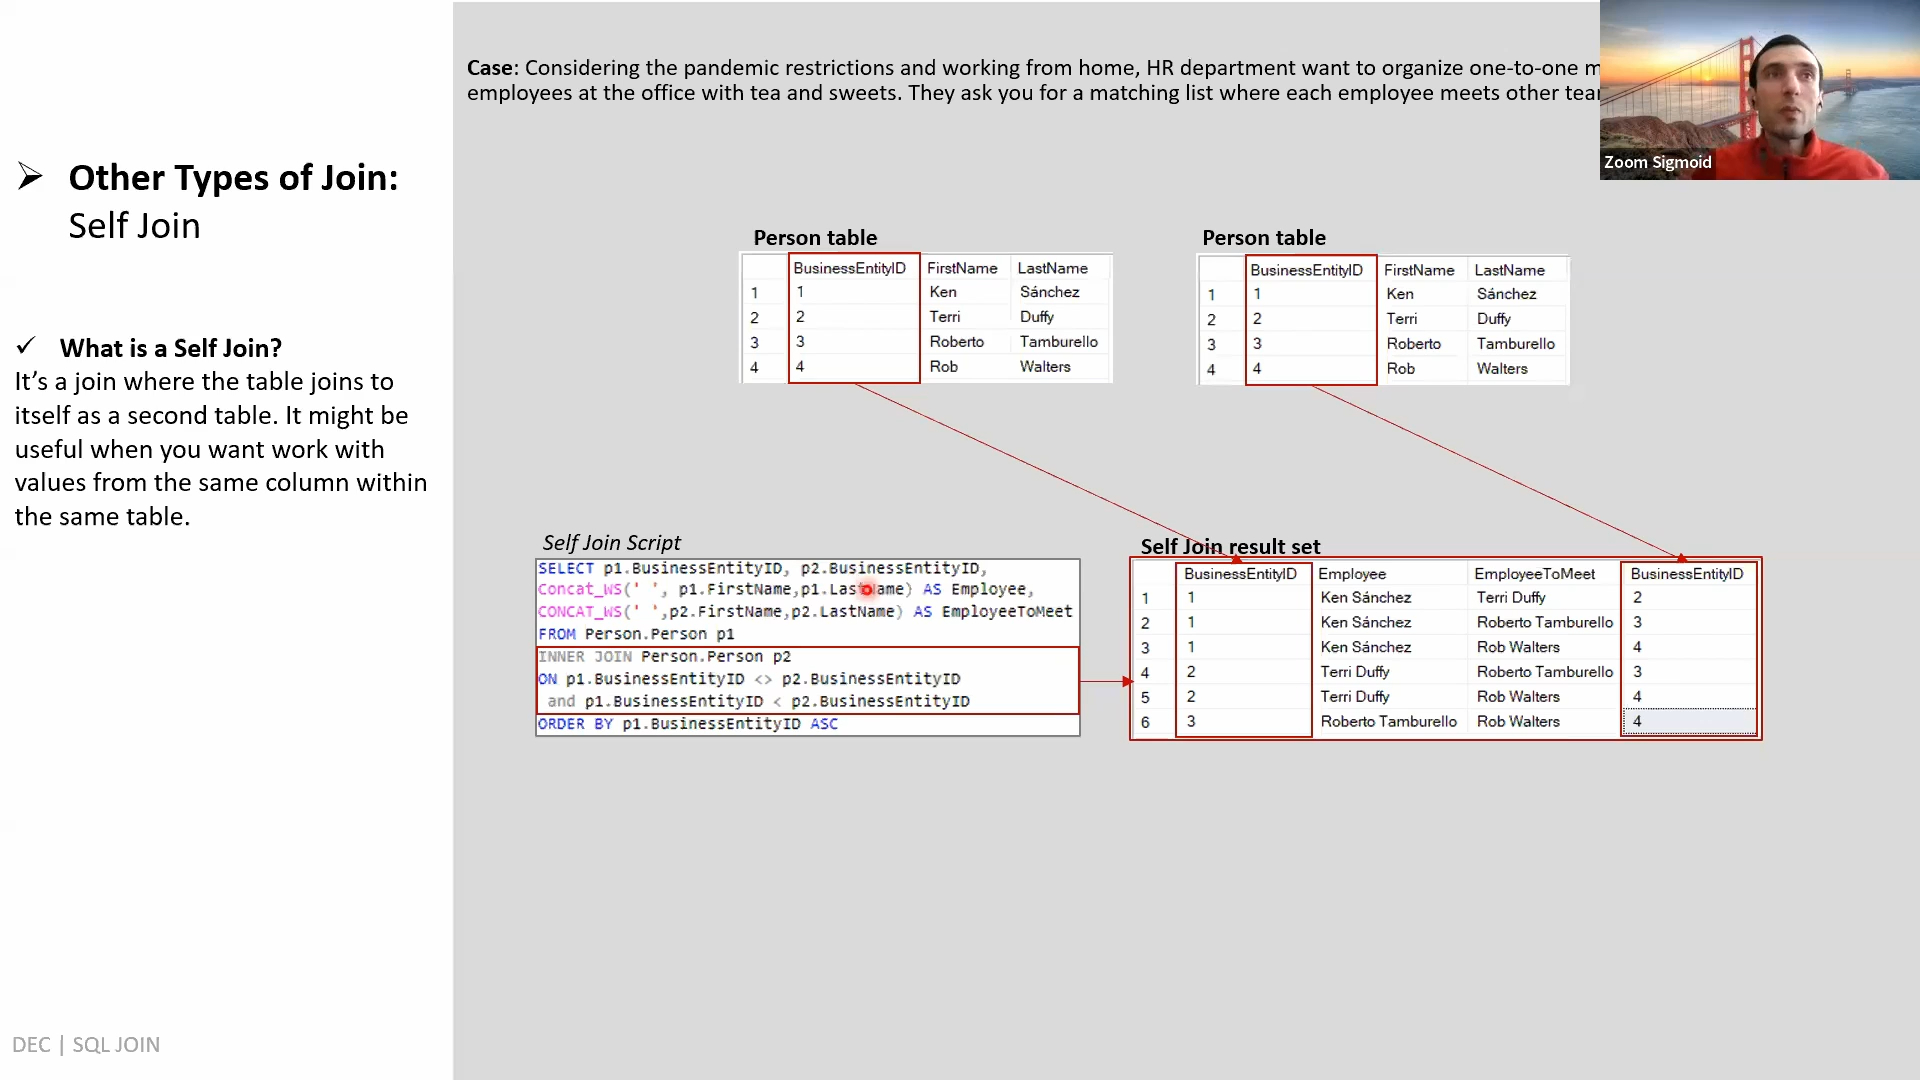 Case: Considering the pandemic restrictions and working from home, HR department want to organize one-to-one
employees at the office with tea and sweets. They ask you for a matching list where each employee meets other
Zoom Sigmoid
Other Types of Join:
Self Join
What is a Self Join?
It’s a join where the table joins to
itself as a second table. It might be
useful when you want work with
values from the same column within
the same table.
Person table
BusinessEntityID FirstName LastName
1 1 Ken Sánchez
2 2 Terri Duffy
3 3 Roberto Tamburello
4 4 Rob Walters
Person table
BusinessEntityID FirstName LastName
1 1 Ken Sánchez
2 2 Terri Duffy
3 3 Roberto Tamburello
4 4 Rob Walters
Self Join Script
SELECT p1.BusinessEntityID, p2.BusinessEntityID,
Concat_WS(' ', p1.FirstName,p1.LastName) AS Employee,
CONCAT_WS(' ',p2.FirstName,p2.LastName) AS EmployeeToMeet
FROM Person.Person p1
INNER JOIN Person.Person p2
ON p1.BusinessEntityID <> p2.BusinessEntityID
and p1.BusinessEntityID < p2.BusinessEntityID
ORDER BY p1.BusinessEntityID ASC
Self Join result set
BusinessEntityID Employee EmployeeToMeet BusinessEntityID
1 1 Ken Sánchez Terri Duffy 2
2 1 Ken Sánchez Roberto Tamburello 3
3 1 Ken Sánchez Rob Walters 4
4 2 Terri Duffy Roberto Tamburello 3
5 2 Terri Duffy Rob Walters 4
6 3 Roberto Tamburello Rob Walters 4
DEC | SQL JOIN